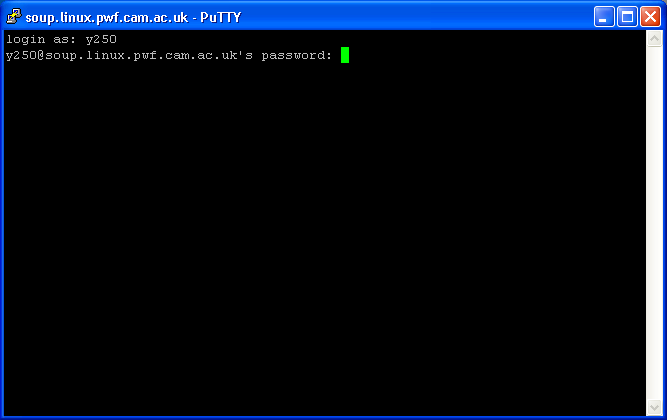 soup.linux.pwf.cam.ac.uk - PuTTY
login as: y250
y250@soup.linux.pwf.cam.ac.uk's password: